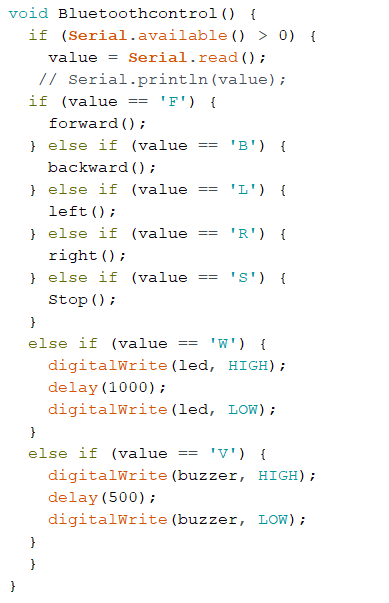 void Bluetoothcontrol() {
  if (Serial.available() > 0) {
    value = Serial.read();
   // Serial.println(value);
  if (value == 'F') {
    forward();
  } else if (value == 'B') {
    backward();
  } else if (value == 'L') {
    left();
  } else if (value == 'R') {
    right();
  } else if (value == 'S') {
    Stop();
  }
  else if (value == 'W') {
    digitalWrite(led, HIGH);
    delay(1000);
    digitalWrite(led, LOW);
  }
  else if (value == 'V') {
    digitalWrite(buzzer, HIGH);
    delay(500);
    digitalWrite(buzzer, LOW);
  }
  }
}